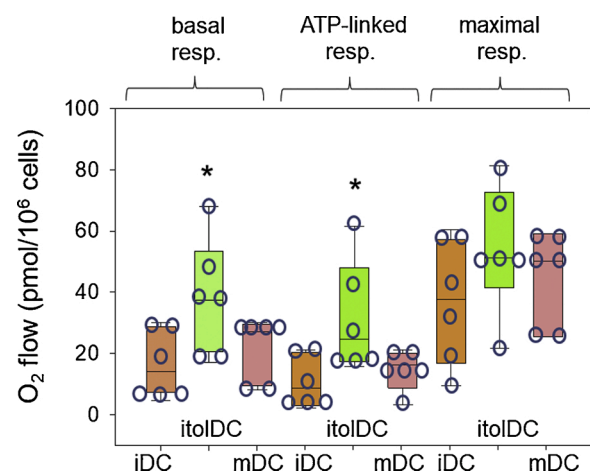 basal
resp.
ATP-linked
resp.
maximal
resp.
O₂ flow (pmol/10⁶ cells)
100
80
60
40
20
0
*
*
itolDC
itolDC
itolDC
iDC
mDC
iDC
mDC
iDC
mDC